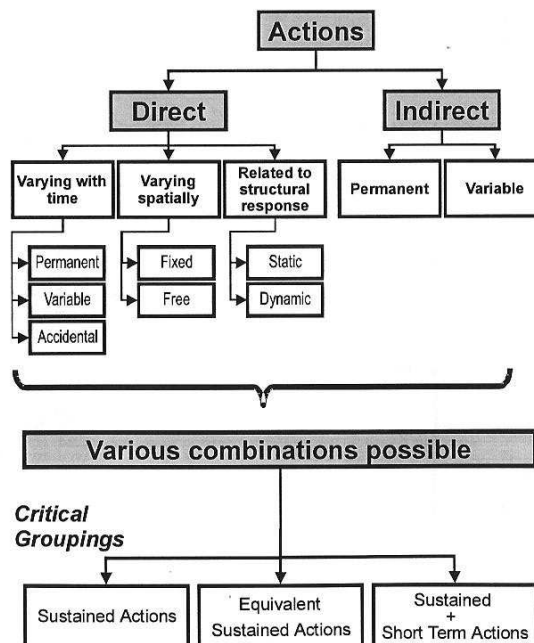 Actions
Direct
Indirect
Varying with
time
Varying
spatially
Related to
structural
response
Permanent
Variable
Permanent
Variable
Accidental
Fixed
Free
Static
Dynamic
Various combinations possible
Critical
Groupings
Sustained Actions
Equivalent
Sustained Actions
Sustained
+
Short Term Actions